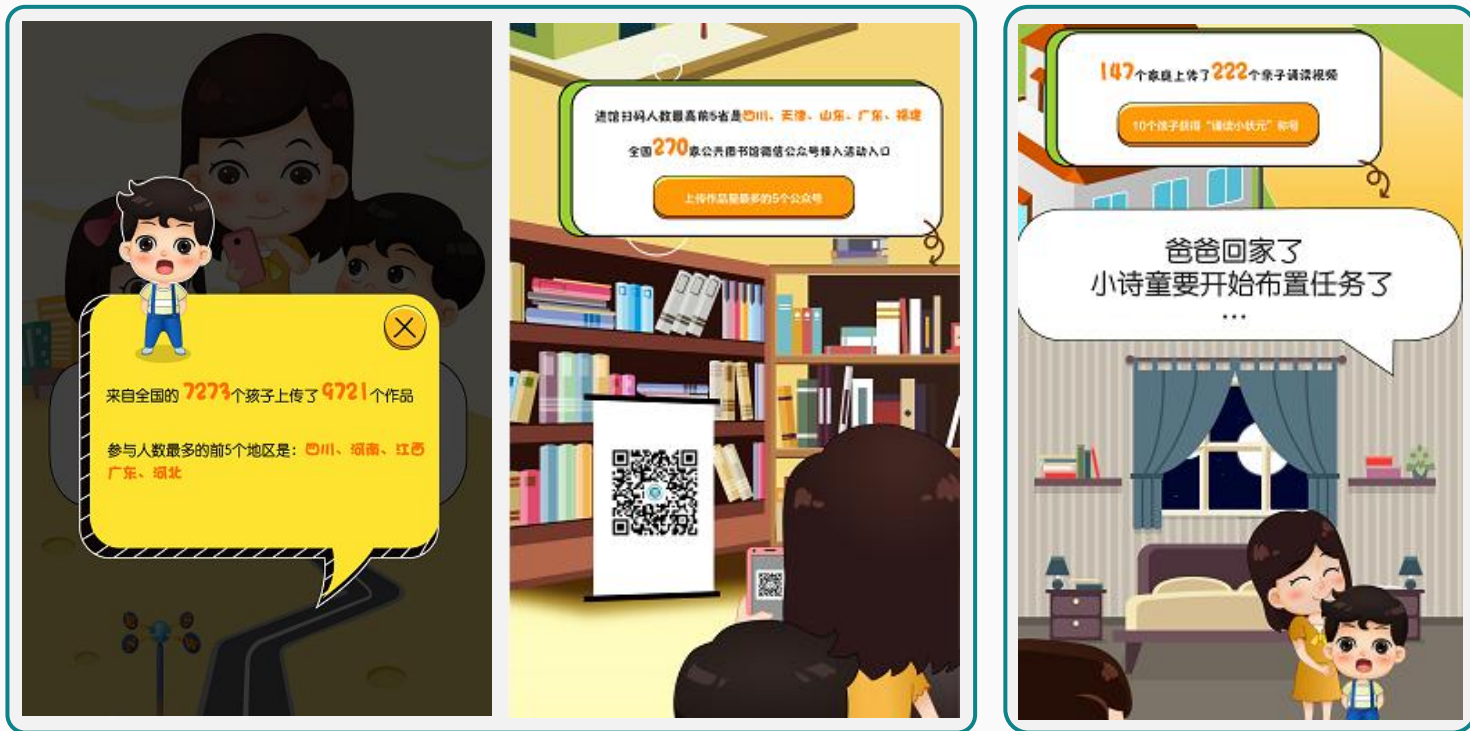 来自全国的 7273个孩子上传了9721个作品
参与人数最多的前5个地区是：四川、河南、江西
广东、河北
进馆扫码人数最高前5省是四川、天津、山东、广东、福建
全国270家公共图书馆微信公众号接入活动入口
上传作品量最多的5个公众号
147个家庭上传了222个亲子诵读视频
10个孩子获得“诵读小状元”称号
爸爸回家了
小诗童要开始布置任务了
...